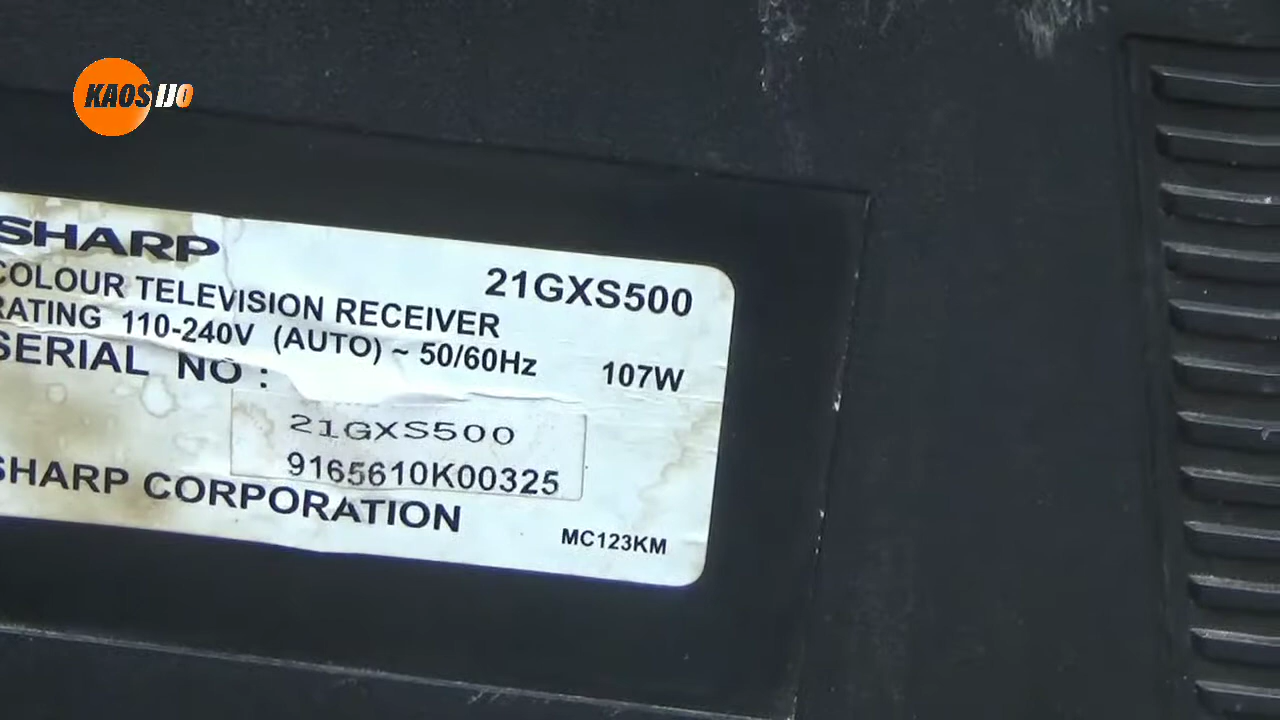 KAOS IJO
SHARP
21GXS500
COLOUR TELEVISION RECEIVER
RATING 110-240V (AUTO) ~ 50/60Hz 107W
SERIAL NO :
21GXS500
9165610K00325
SHARP CORPORATION
MC123KM